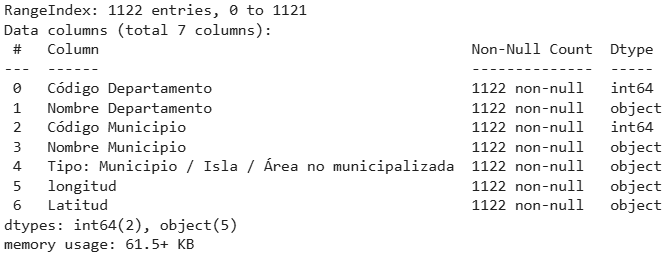 RangeIndex: 1122 entries, 0 to 1121
Data columns (total 7 columns):
 #   Column                                            Non-Null Count  Dtype
---  ------                                            --------------  -----
 0   Código Departamento                               1122 non-null   int64
 1   Nombre Departamento                               1122 non-null   object
 2   Código Municipio                                  1122 non-null   int64
 3   Nombre Municipio                                  1122 non-null   object
 4   Tipo: Municipio / Isla / Área no municipalizada  1122 non-null   object
 5   longitud                                          1122 non-null   object
 6   Latitud                                           1122 non-null   object
dtypes: int64(2), object(5)
memory usage: 61.5+ KB